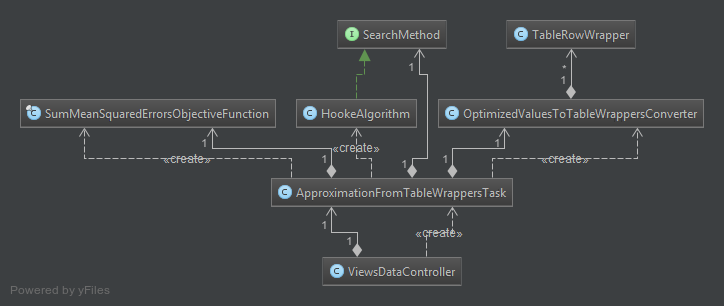 I SearchMethod
C TableRowWrapper
1
1
*
1
C SumMeanSquaredErrorsObjectiveFunction
C HookeAlgorithm
C OptimizedValuesToTableWrappersConverter
1
1
«create»
«create»
«create»
1
1
1
1
C ApproximationFromTableWrappersTask
1
1
«create»
C ViewsDataController
Powered by yFiles